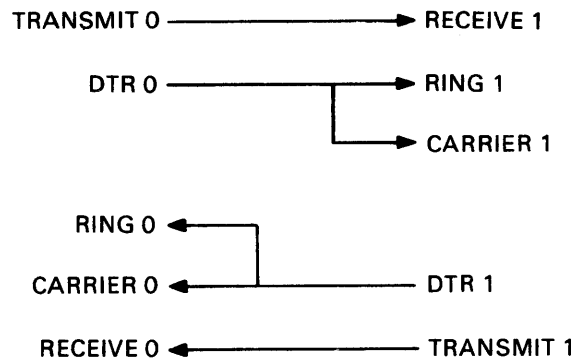 TRANSMIT 0 RECEIVE 1
DTR 0 RING 1
CARRIER 1
RING 0
CARRIER 0 DTR 1
RECEIVE 0 TRANSMIT 1